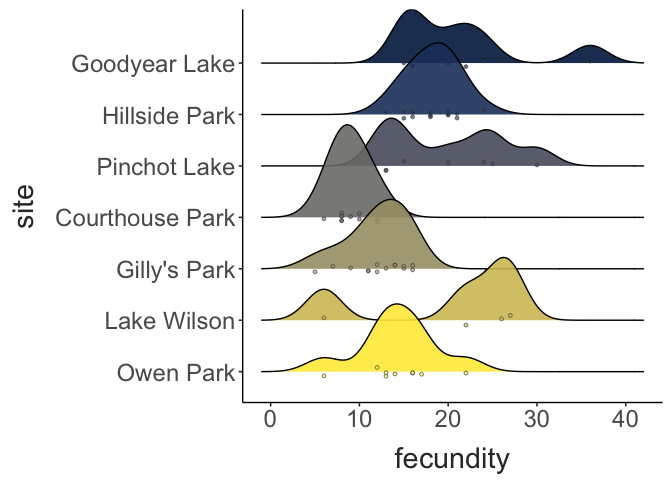 Goodyear Lake
Hillside Park
Pinchot Lake
Courthouse Park
Gilly's Park
Lake Wilson
Owen Park
site
0 10 20 30 40
fecundity